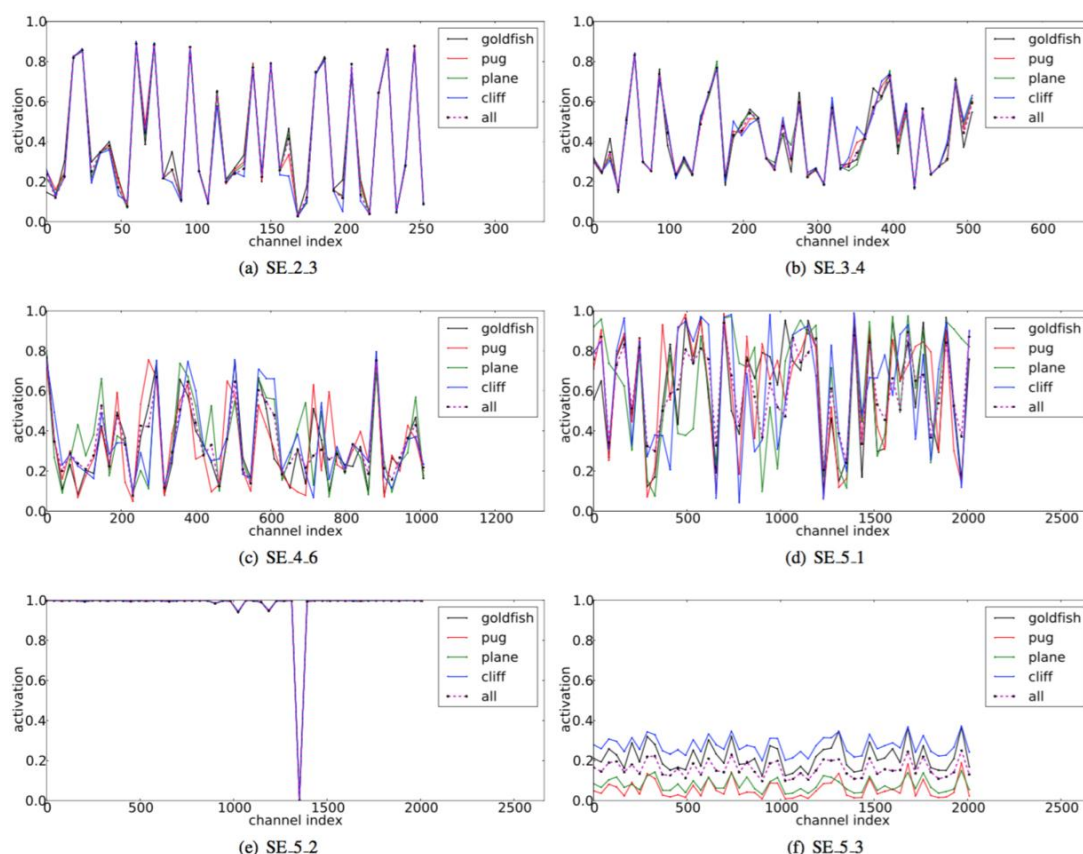 1.0
0.8
0.6
0.4
0.2
0.0
activation
0
50
100
150
200
250
300
channel index
goldfish
pug
plane
cliff
all
(a) SE_2_3
1.0
0.8
0.6
0.4
0.2
0.0
activation
0
100
200
300
400
500
600
channel index
goldfish
pug
plane
cliff
all
(b) SE_3_4
1.0
0.8
0.6
0.4
0.2
0.0
activation
0
200
400
600
800
1000
1200
channel index
goldfish
pug
plane
cliff
all
(c) SE_4_6
1.0
0.8
0.6
0.4
0.2
0.0
activation
0
500
1000
1500
2000
2500
channel index
goldfish
pug
plane
cliff
all
(d) SE_5_1
1.0
0.8
0.6
0.4
0.2
0.0
activation
0
500
1000
1500
2000
2500
channel index
goldfish
pug
plane
cliff
all
(e) SE_5_2
1.0
0.8
0.6
0.4
0.2
0.0
activation
0
500
1000
1500
2000
2500
channel index
goldfish
pug
plane
cliff
all
(f) SE_5_3